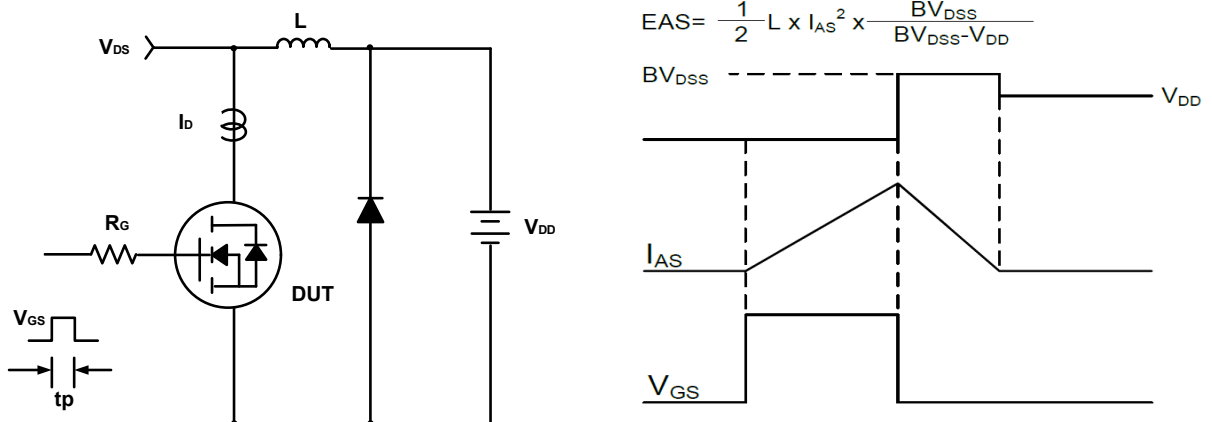 L
VDS
ID
RG
VDD
DUT
VGS
tp
EAS= 1/2 L x IAS² x BVDSS/BVDSS-VDD
BVDSS
VDD
IAS
VGS